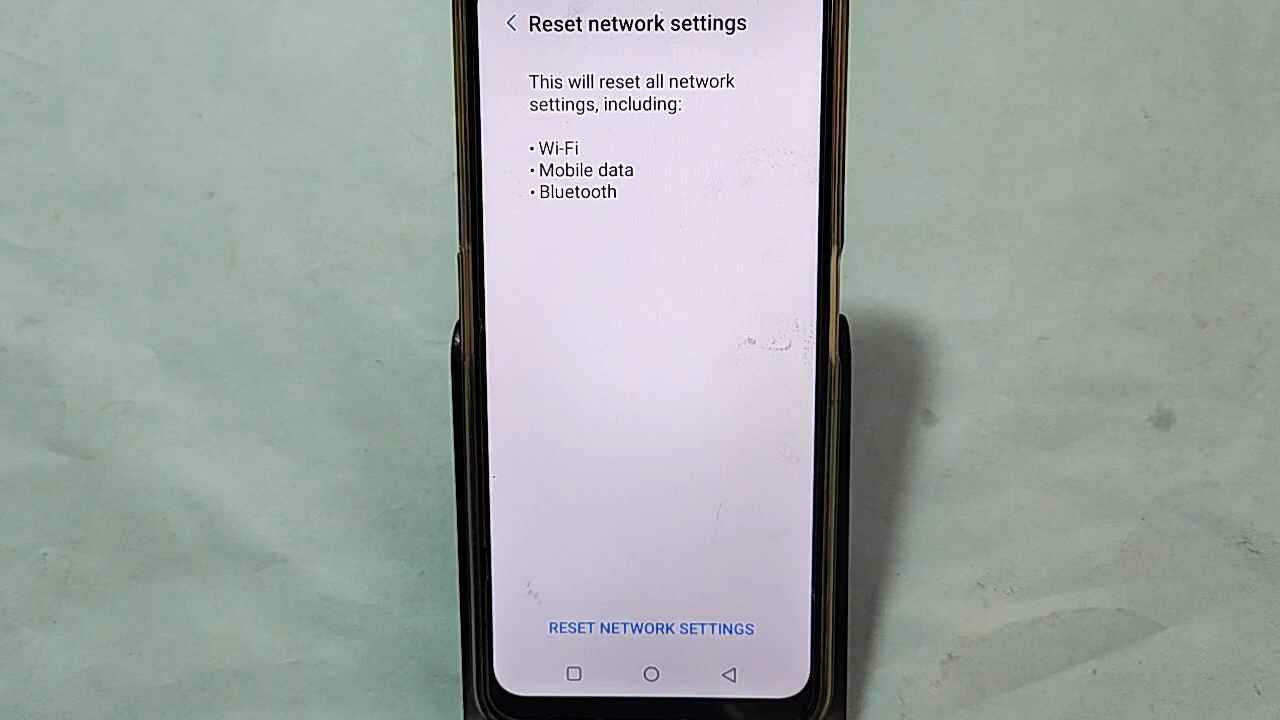 Reset network settings
This will reset all network
settings, including:
• Wi-Fi
• Mobile data
• Bluetooth
RESET NETWORK SETTINGS